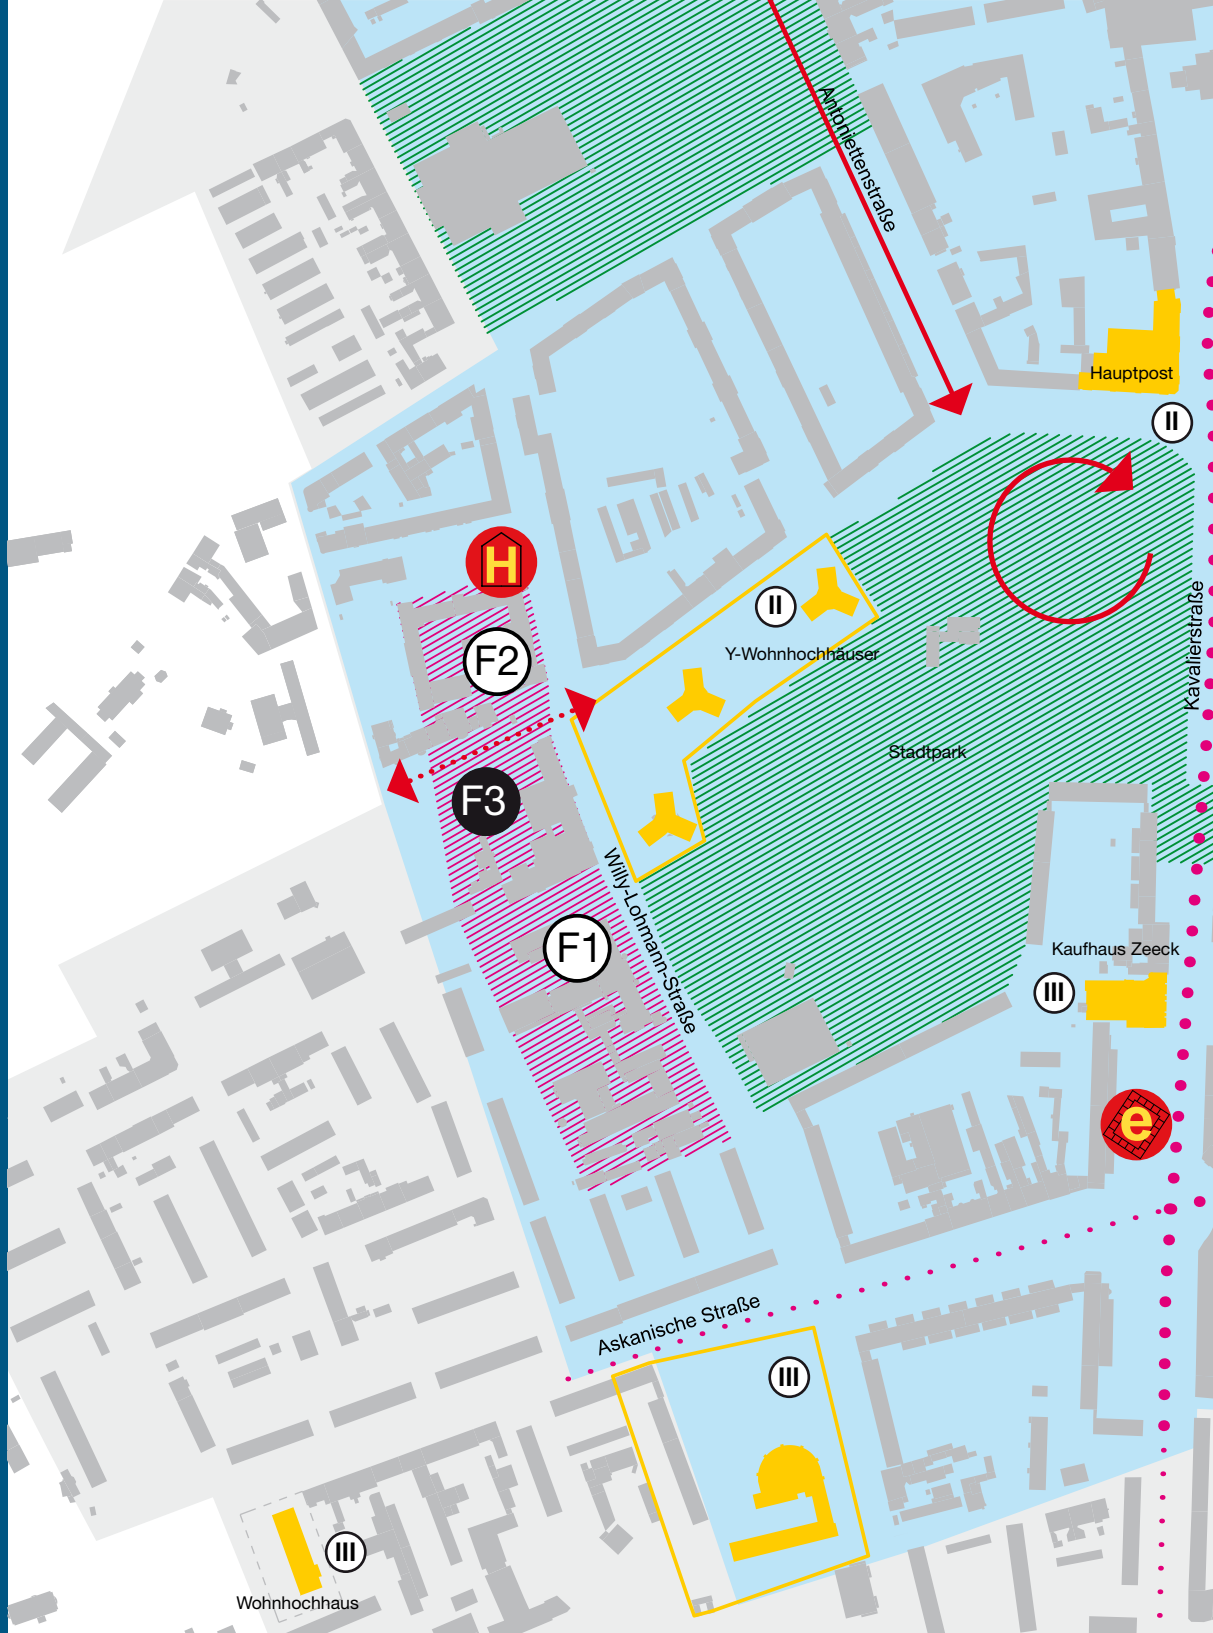 Antoniettenstraße
Hauptpost
II
H
II
F2
Y-Wohnhochhäuser
Kavalierstraße
Stadtpark
F3
Willy-Lohmann-Straße
F1
Kaufhaus Zeeck
III
e
Askanische Straße
III
III
Wohnhochhaus